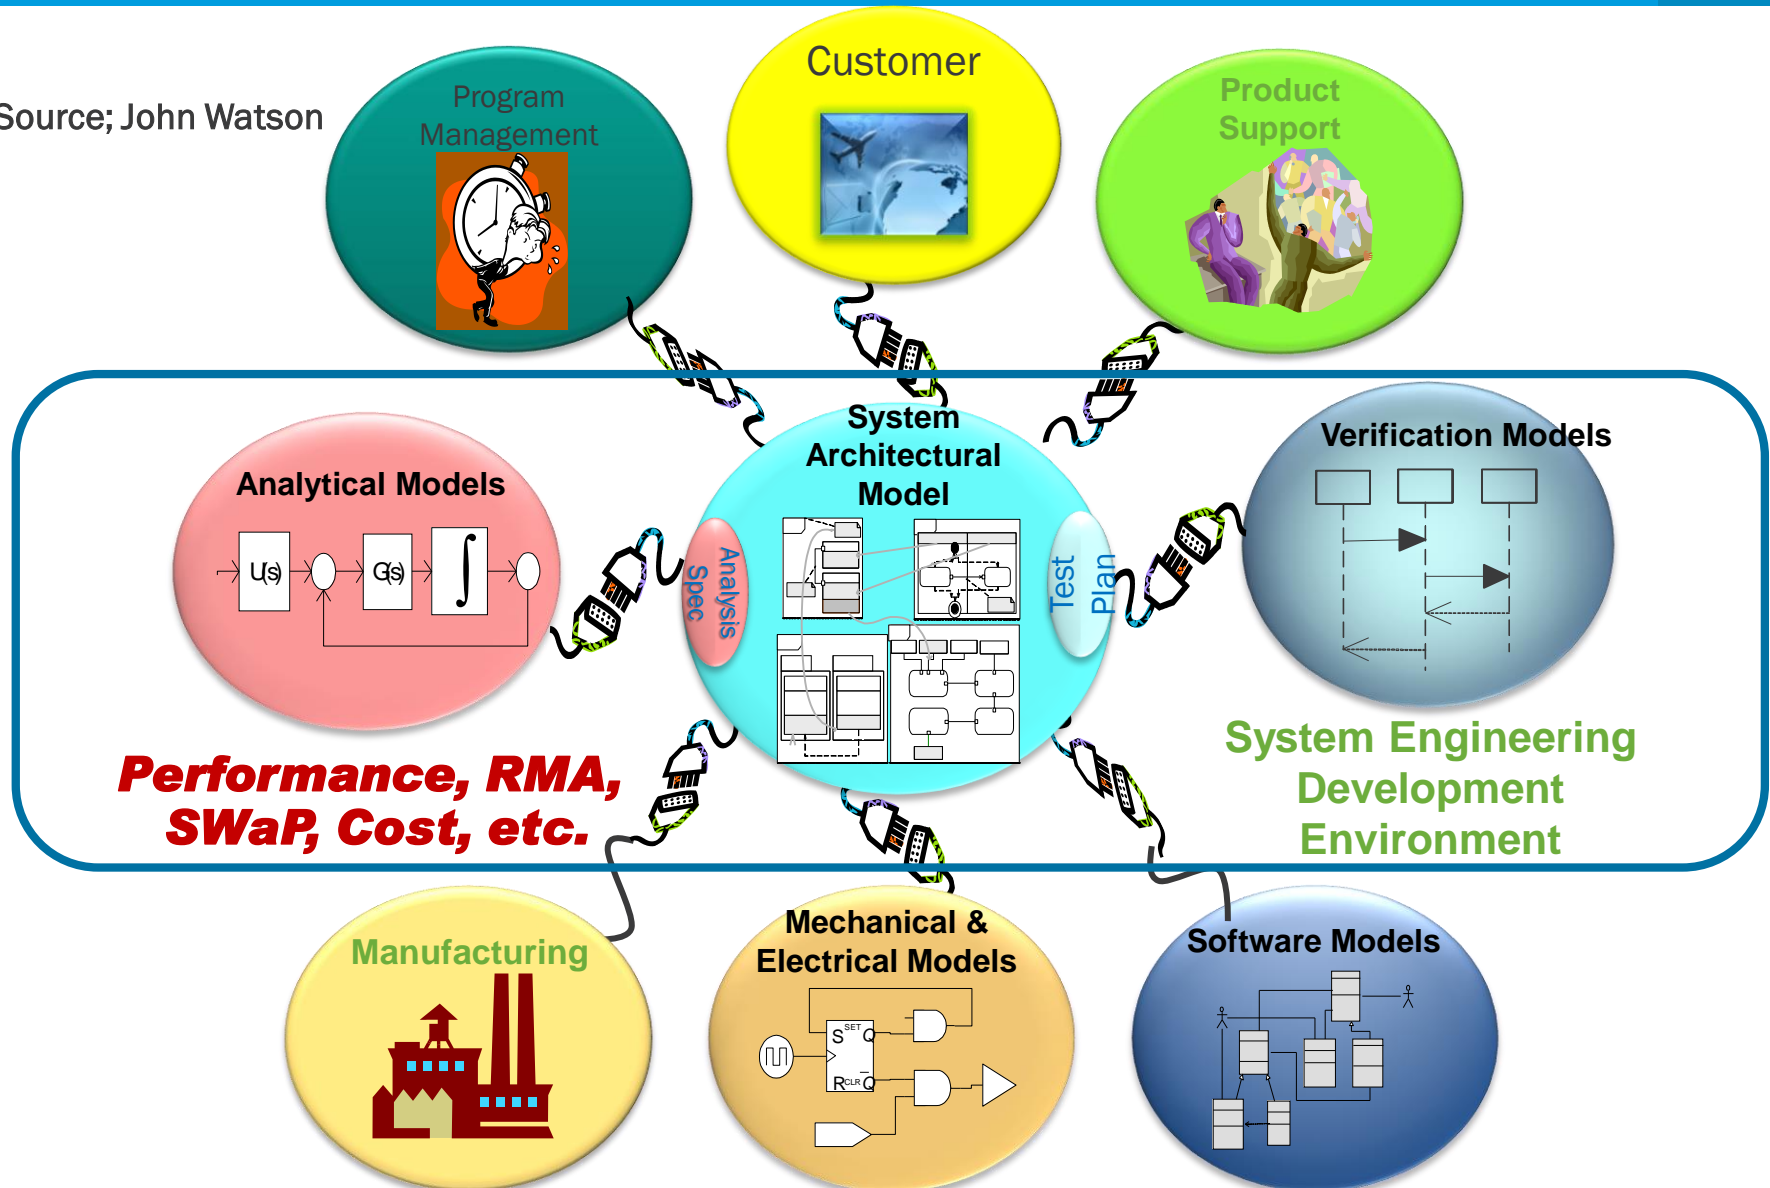 Source; John Watson
Program
Management
Customer
Product
Support
System
Architectural
Model
Analytical Models
U(s)
G(s)
∫
Analysis
Spec
Test
Plan
Verification Models
Performance, RMA,
SWaP, Cost, etc.
System Engineering
Development
Environment
Manufacturing
Mechanical &
Electrical Models
S SET Q
R CLR Q̅
Software Models